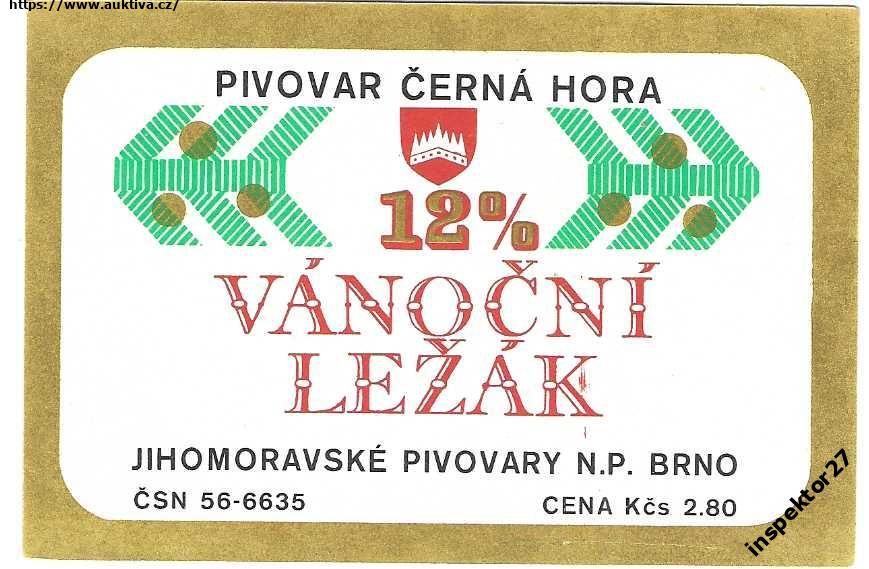 https://www.auktiva.cz/
PIVOVAR ČERNÁ HORA
12%
VÁNOČNÍ
LEŽÁK
JIHOMORAVSKÉ PIVOVARY N.P. BRNO
ČSN 56-6635
CENA Kčs 2.80
inspektor27